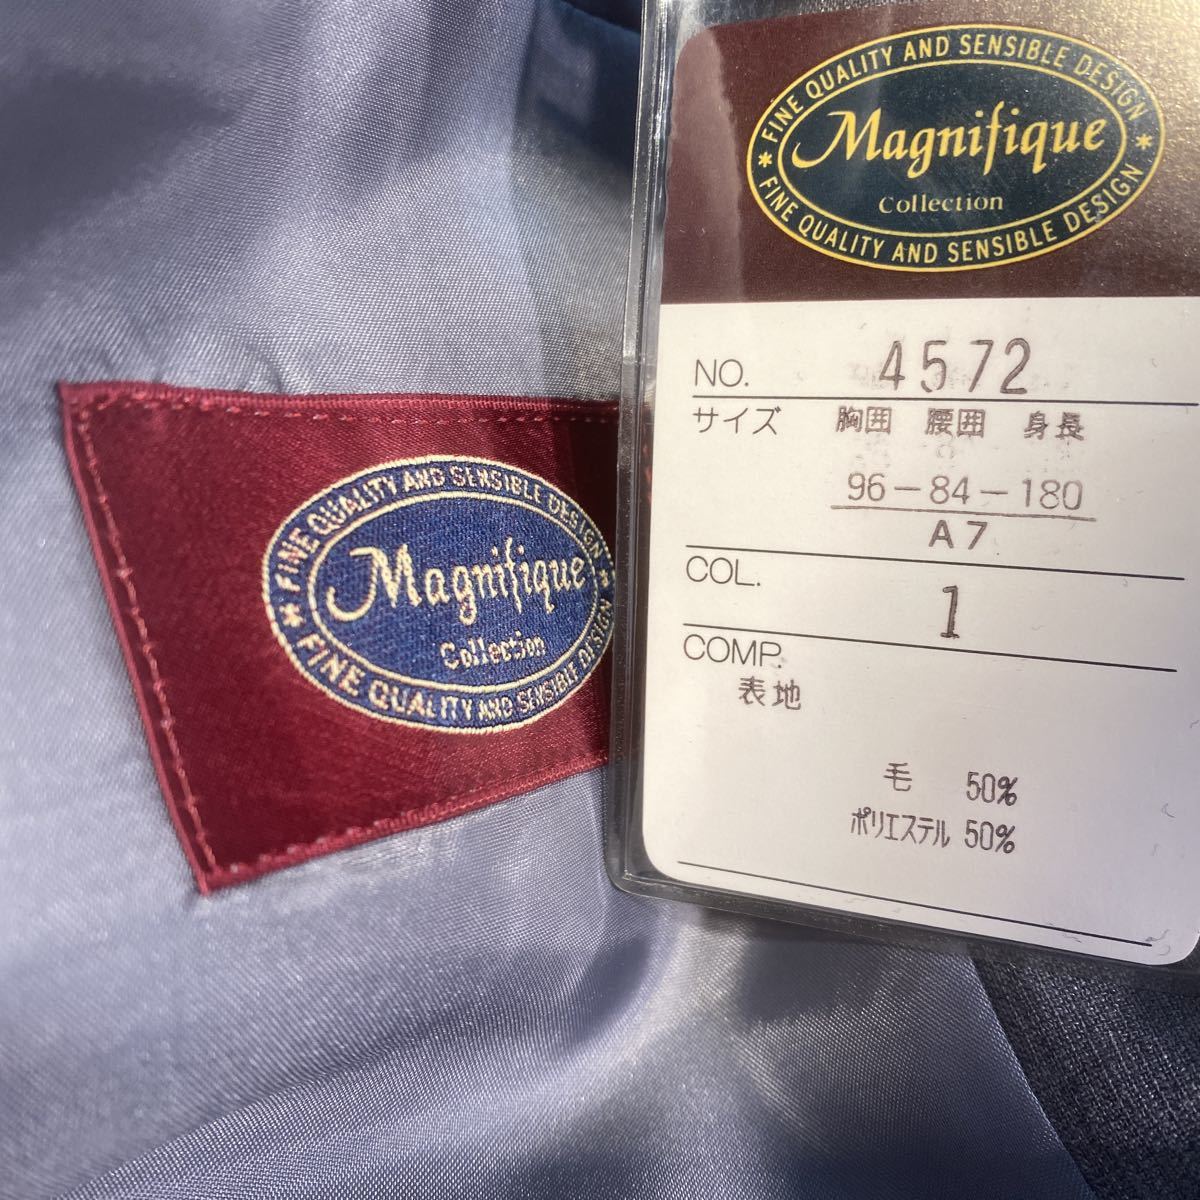 FINE QUALITY AND SENSIBLE DESIGN
Magnifique
Collection
FINE QUALITY AND SENSIBLE DESIGN
FINE QUALITY AND SENSIBLE DESIGN
Magnifique
Collection
FINE QUALITY AND SENSIBLE DESIGN
NO. 4572
サイズ 胸囲 腰囲 身長
96-84-180
A7
COL. 1
COMP.
表地
毛 50%
ポリエステル 50%